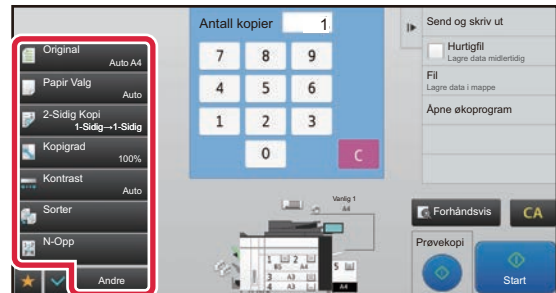 Original
Auto A4
Papir Valg
Auto
2-Sidig Kopi
1-Sidig→1-Sidig
Kopigrad
100%
Kontrast
Auto
Sorter
N-Opp
Andre
Antall kopier 1
7 8 9
4 5 6
1 2 3
0 C
Vanlig 1
A4
1 B5 2 A4
3 A3
4 A3
5
A4
Send og skriv ut
Hurtigfil
Lagre data midlertidig
Fil
Lagre data i mappe
Åpne økoprogram
Forhåndsvis CA
Prøvekopi
Start